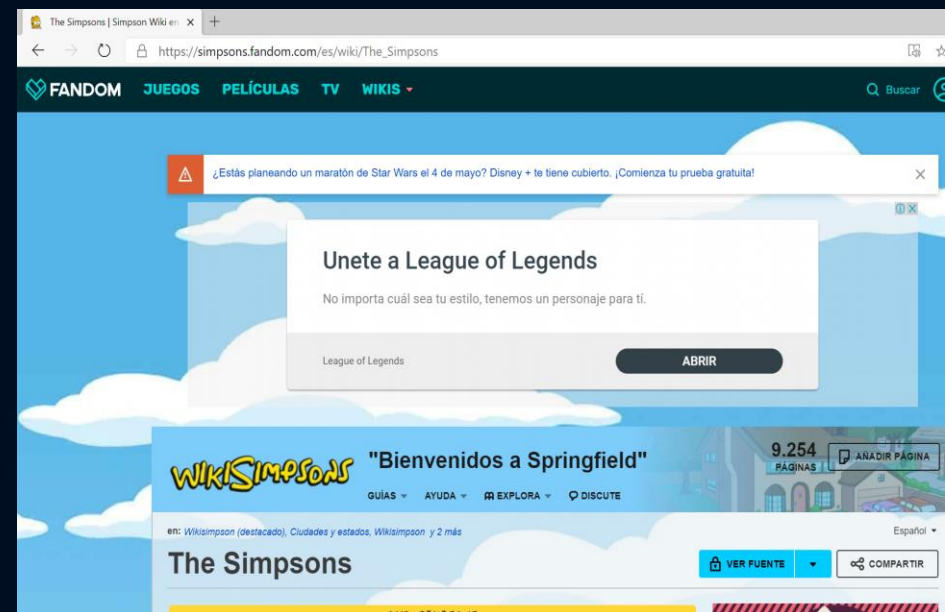 The Simpsons | Simpson Wiki en
https://simpsons.fandom.com/es/wiki/The_Simpsons
FANDOM JUEGOS PELÍCULAS TV WIKIS Buscar
¿Estás planeando un maratón de Star Wars el 4 de mayo? Disney + te tiene cubierto. ¡Comienza tu prueba gratuita!
Unete a League of Legends
No importa cuál sea tu estilo, tenemos un personaje para tí.
League of Legends ABRIR
WIKISIMPSONS "Bienvenidos a Springfield" 9.254 PÁGINAS AÑADIR PÁGINA
GUÍAS AYUDA EXPLORA DISCUTE
en: Wikisimpson (destacado), Ciudades y estados, Wikisimpson y 2 más Español
The Simpsons VER FUENTE COMPARTIR